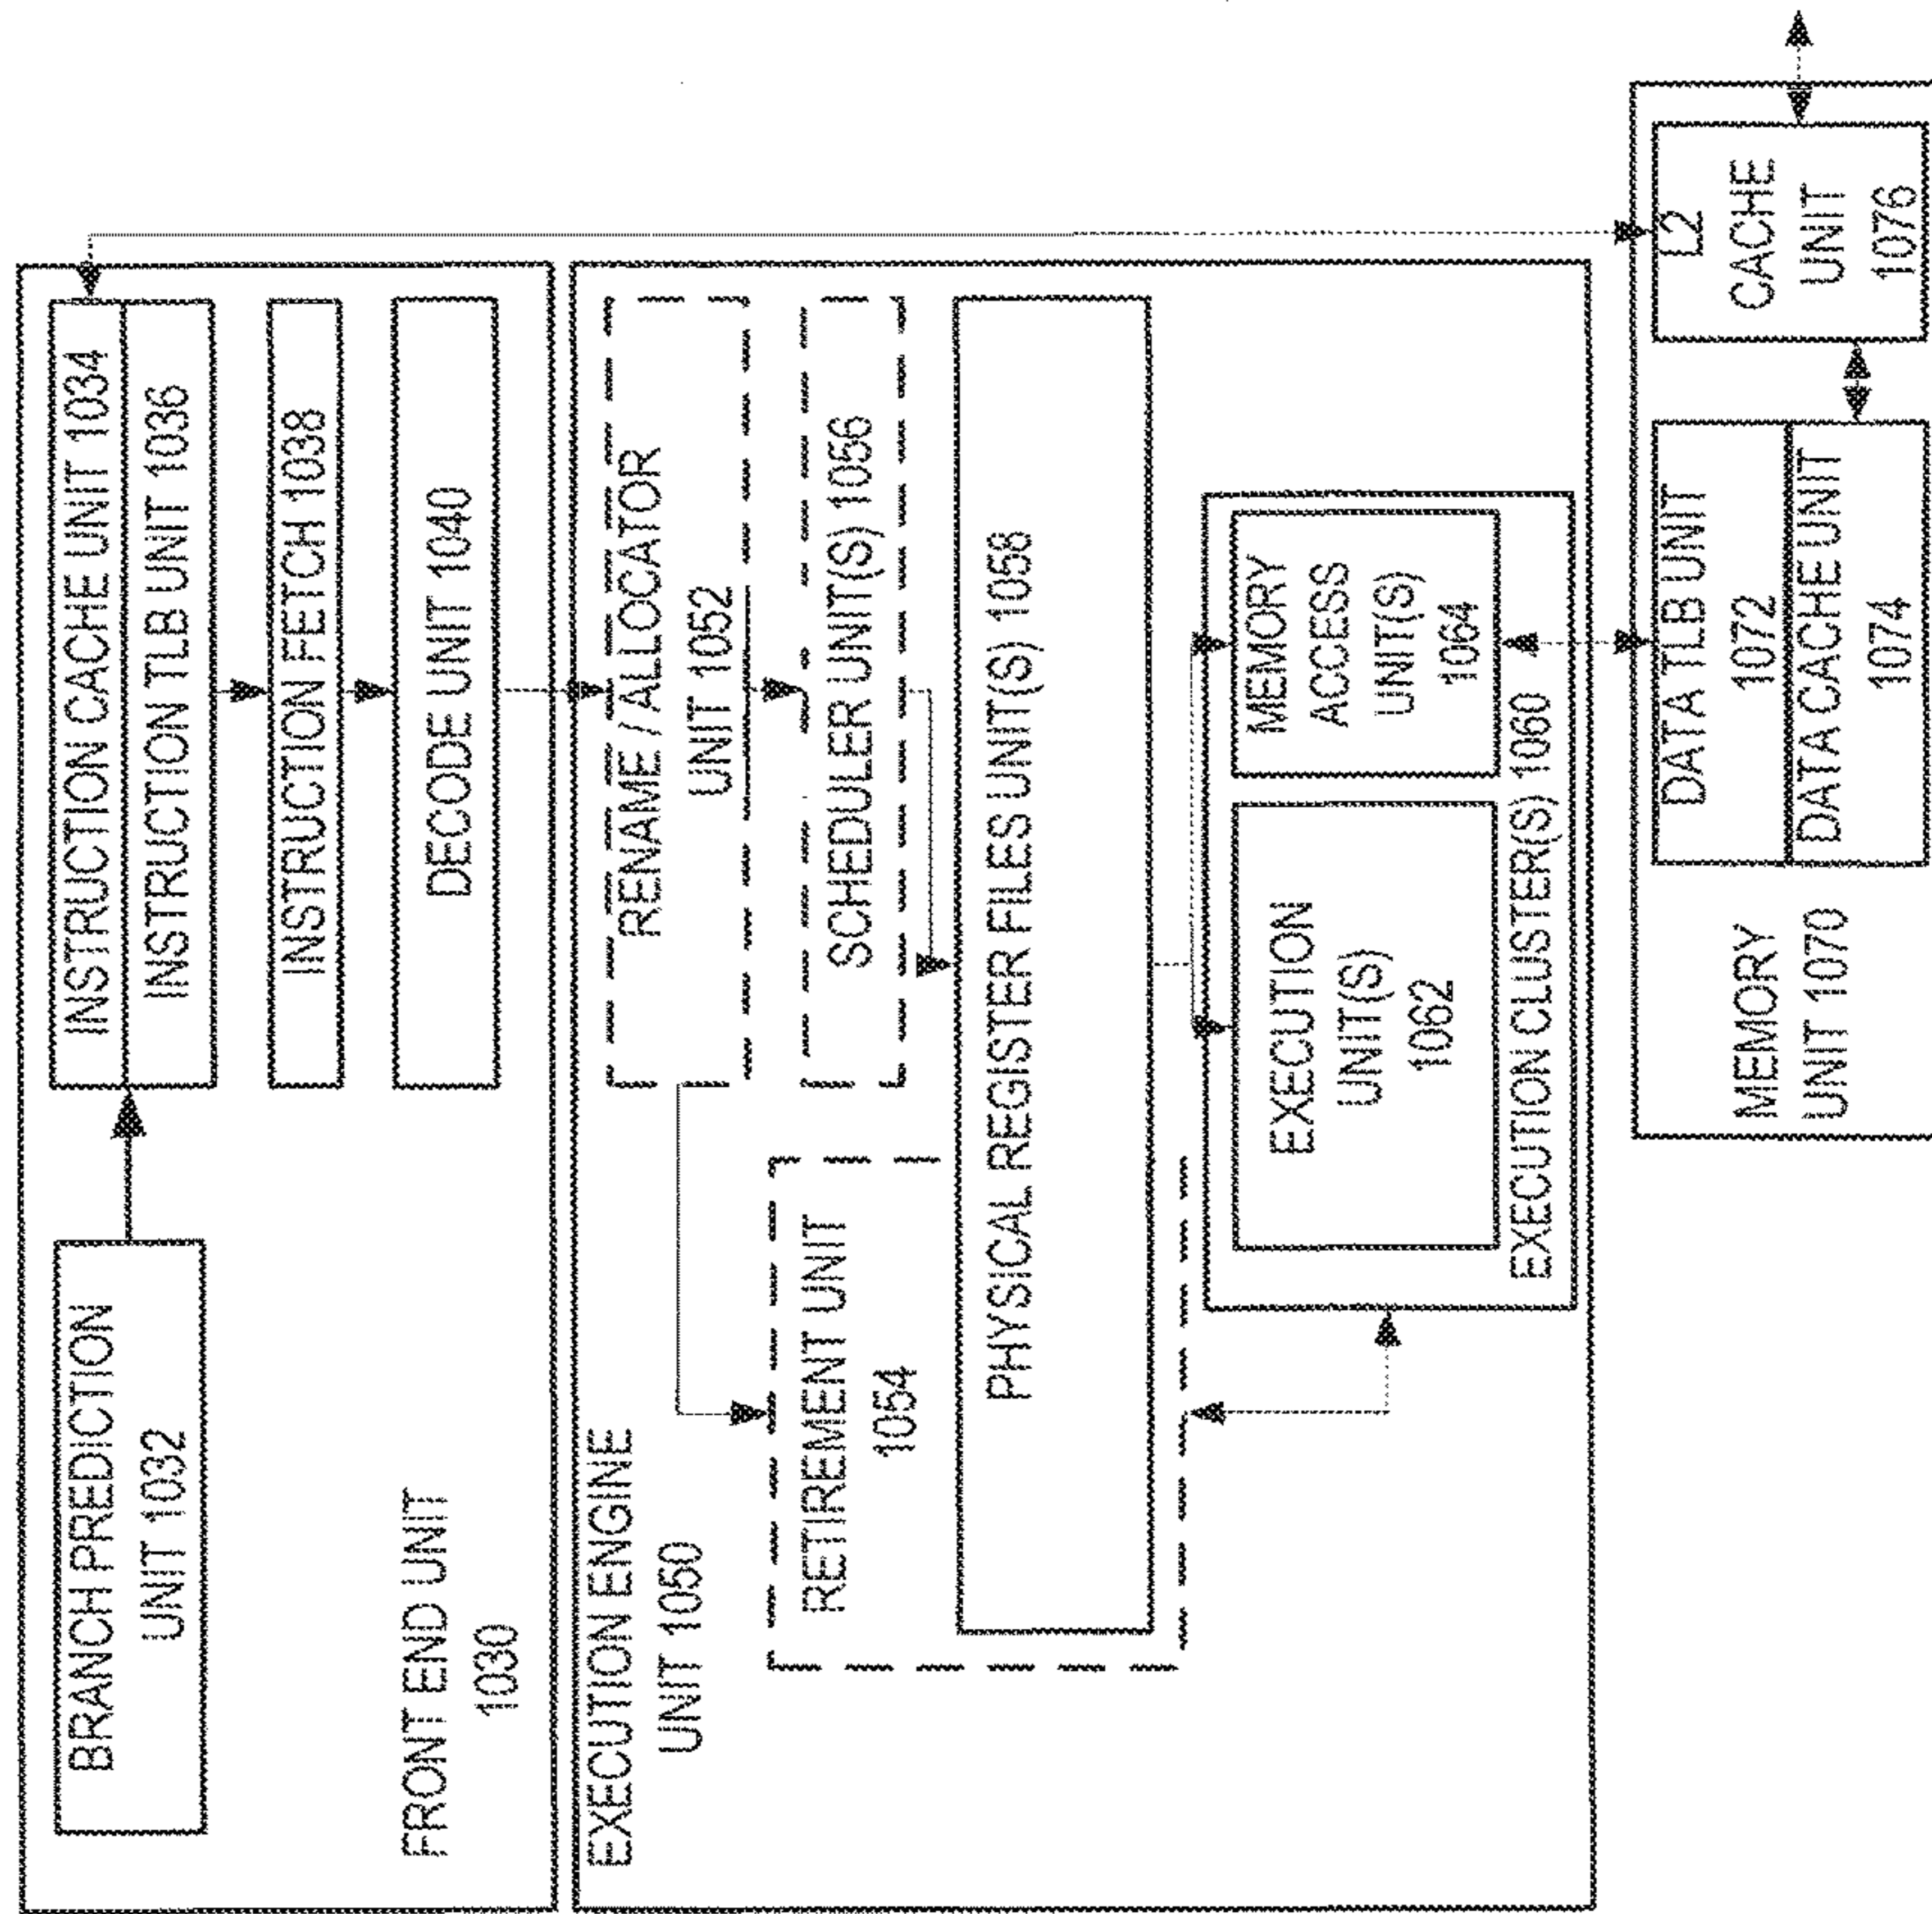 BRANCH PREDICTION
UNIT 1032
INSTRUCTION CACHE UNIT 1034
INSTRUCTION TLB UNIT 1036
INSTRUCTION FETCH 1038
DECODE UNIT 1040
FRONT END UNIT
1030
EXECUTION ENGINE
UNIT 1050
RENAME / ALLOCATOR
UNIT 1052
SCHEDULER UNIT(S) 1056
RETIREMENT UNIT
1054
PHYSICAL REGISTER FILES UNIT(S) 1058
EXECUTION
UNIT(S)
1062
MEMORY
ACCESS
UNIT(S)
1064
EXECUTION CLUSTER(S) 1060
MEMORY
UNIT 1070
DATA TLB UNIT
1072
DATA CACHE UNIT
1074
L2
CACHE
UNIT
1076